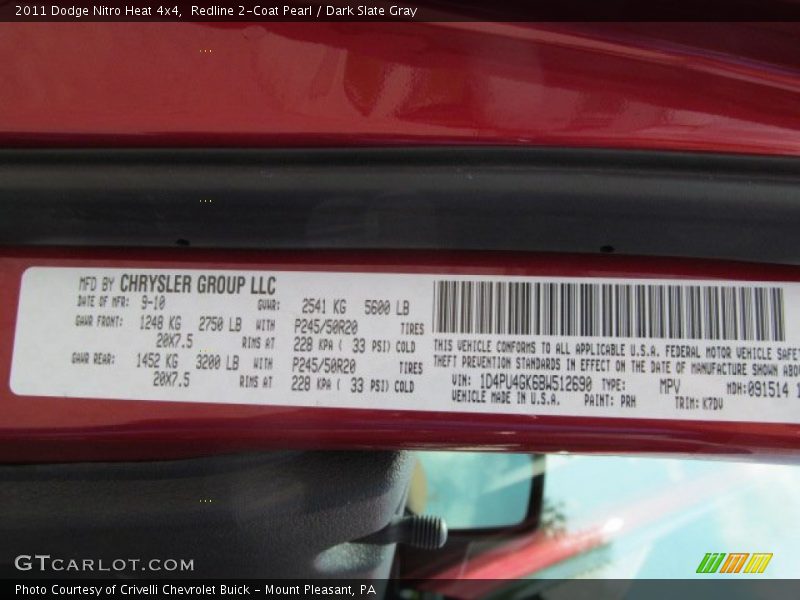 2011 Dodge Nitro Heat 4x4, Redline 2-Coat Pearl / Dark Slate Gray
MFD BY CHRYSLER GROUP LLC
DATE OF MFR: 9-10 GVWR: 2541 KG 5600 LB
GAWR FRONT: 1248 KG 2750 LB WITH P245/50R20 TIRES
20X7.5 RIMS AT 228 KPA ( 33 PSI) COLD
GAWR REAR: 1452 KG 3200 LB WITH P245/50R20 TIRES
20X7.5 RIMS AT 228 KPA ( 33 PSI) COLD
THIS VEHICLE CONFORMS TO ALL APPLICABLE U.S.A. FEDERAL MOTOR VEHICLE SAFET
THEFT PREVENTION STANDARDS IN EFFECT ON THE DATE OF MANUFACTURE SHOWN ABO
VIN: 1D4PU4GK6BW512690 TYPE: MPV MDH: 091514 1
VEHICLE MADE IN U.S.A. PAINT: PRH TRIM: K7DV
GTCARLOT.COM
Photo Courtesy of Crivelli Chevrolet Buick - Mount Pleasant, PA